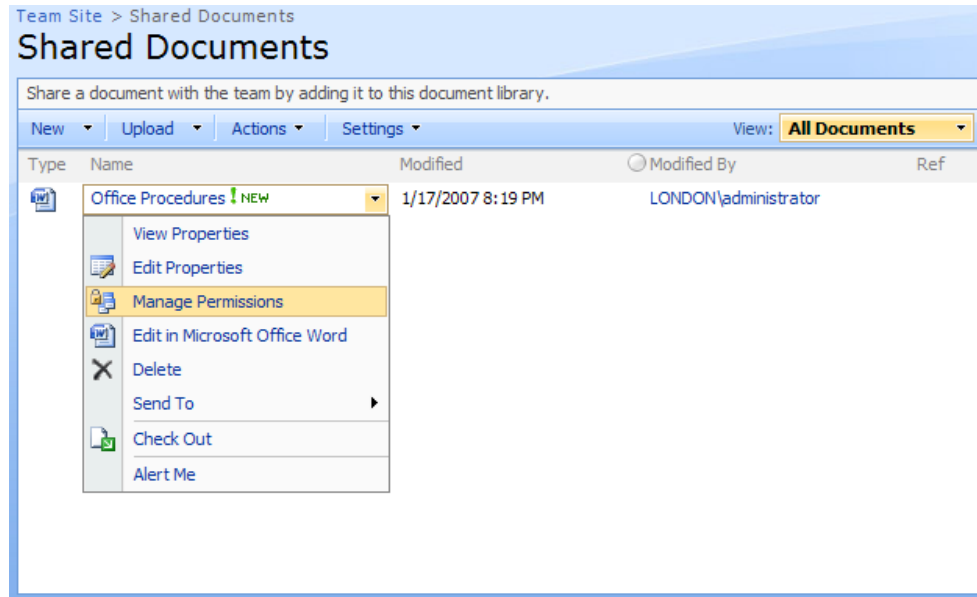 Team Site > Shared Documents
Shared Documents
Share a document with the team by adding it to this document library.
New Upload Actions Settings View: All Documents
Type Name Modified Modified By Ref
Office Procedures ! NEW 1/17/2007 8:19 PM LONDON\administrator
View Properties
Edit Properties
Manage Permissions
Edit in Microsoft Office Word
Delete
Send To
Check Out
Alert Me